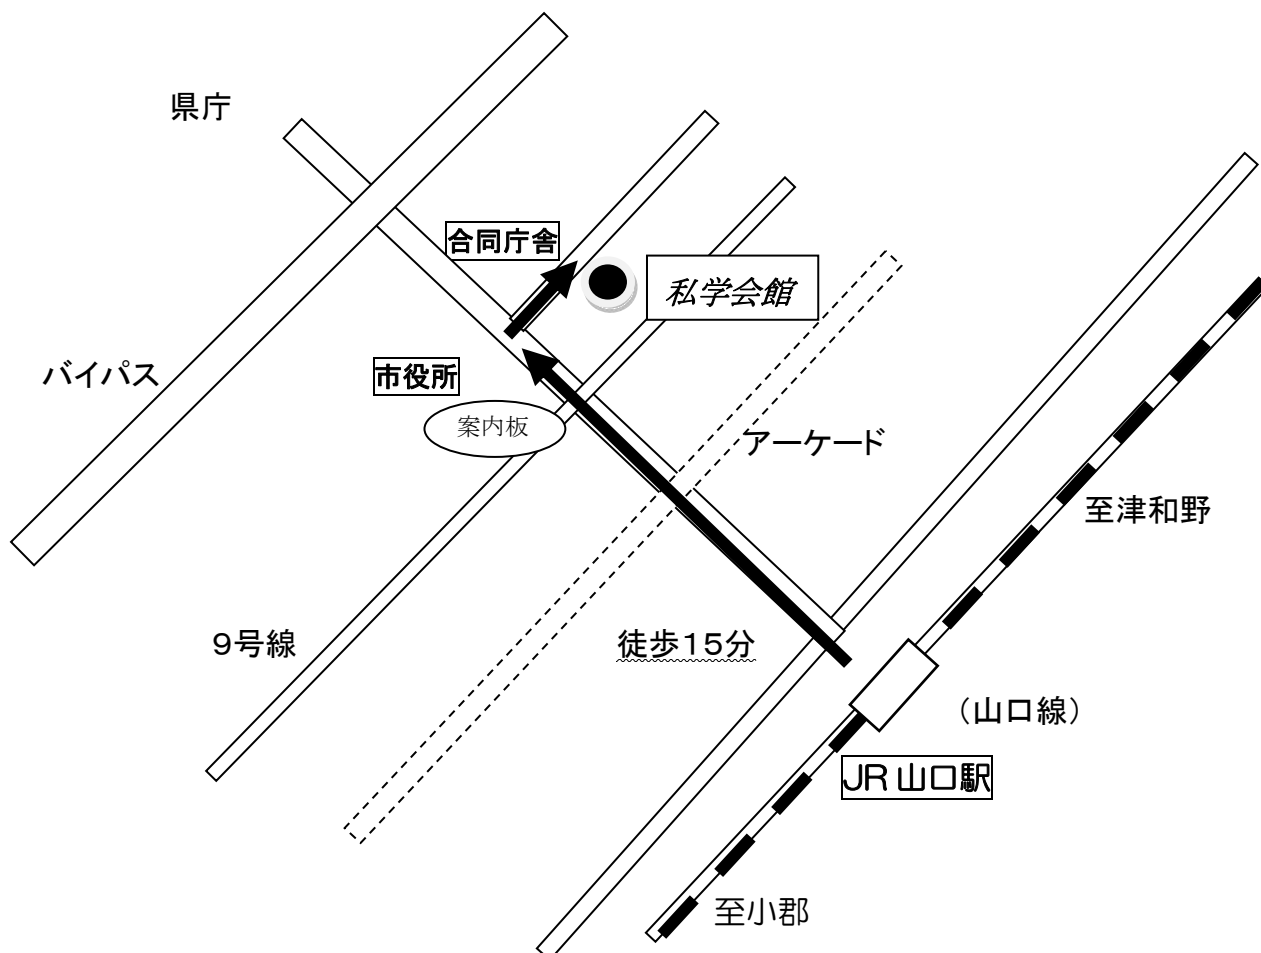 県庁
合同庁舎
私学会館
バイパス
市役所
案内板
アーケード
至津和野
９号線
徒歩１５分
（山口線）
JR 山口駅
至小郡